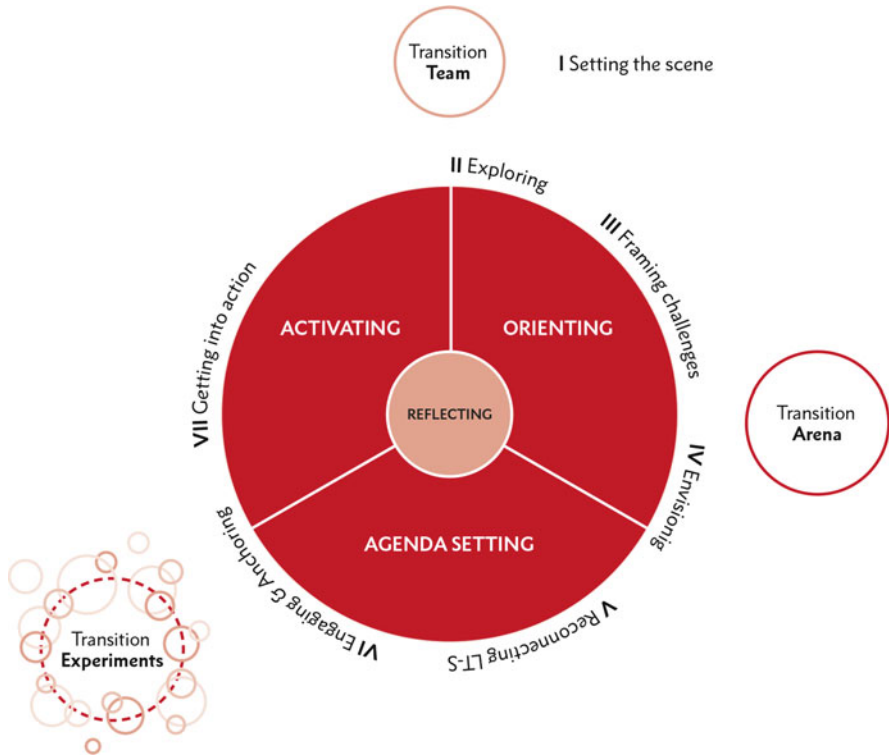 Transition
Team
I Setting the scene
II Exploring
III Framing challenges
ORIENTING
ACTIVATING
VII Getting into action
REFLECTING
Transition
Arena
IV Envisionig
AGENDA SETTING
V Reconnecting LT-S
VI Engaging & Anchoring
Transition
Experiments